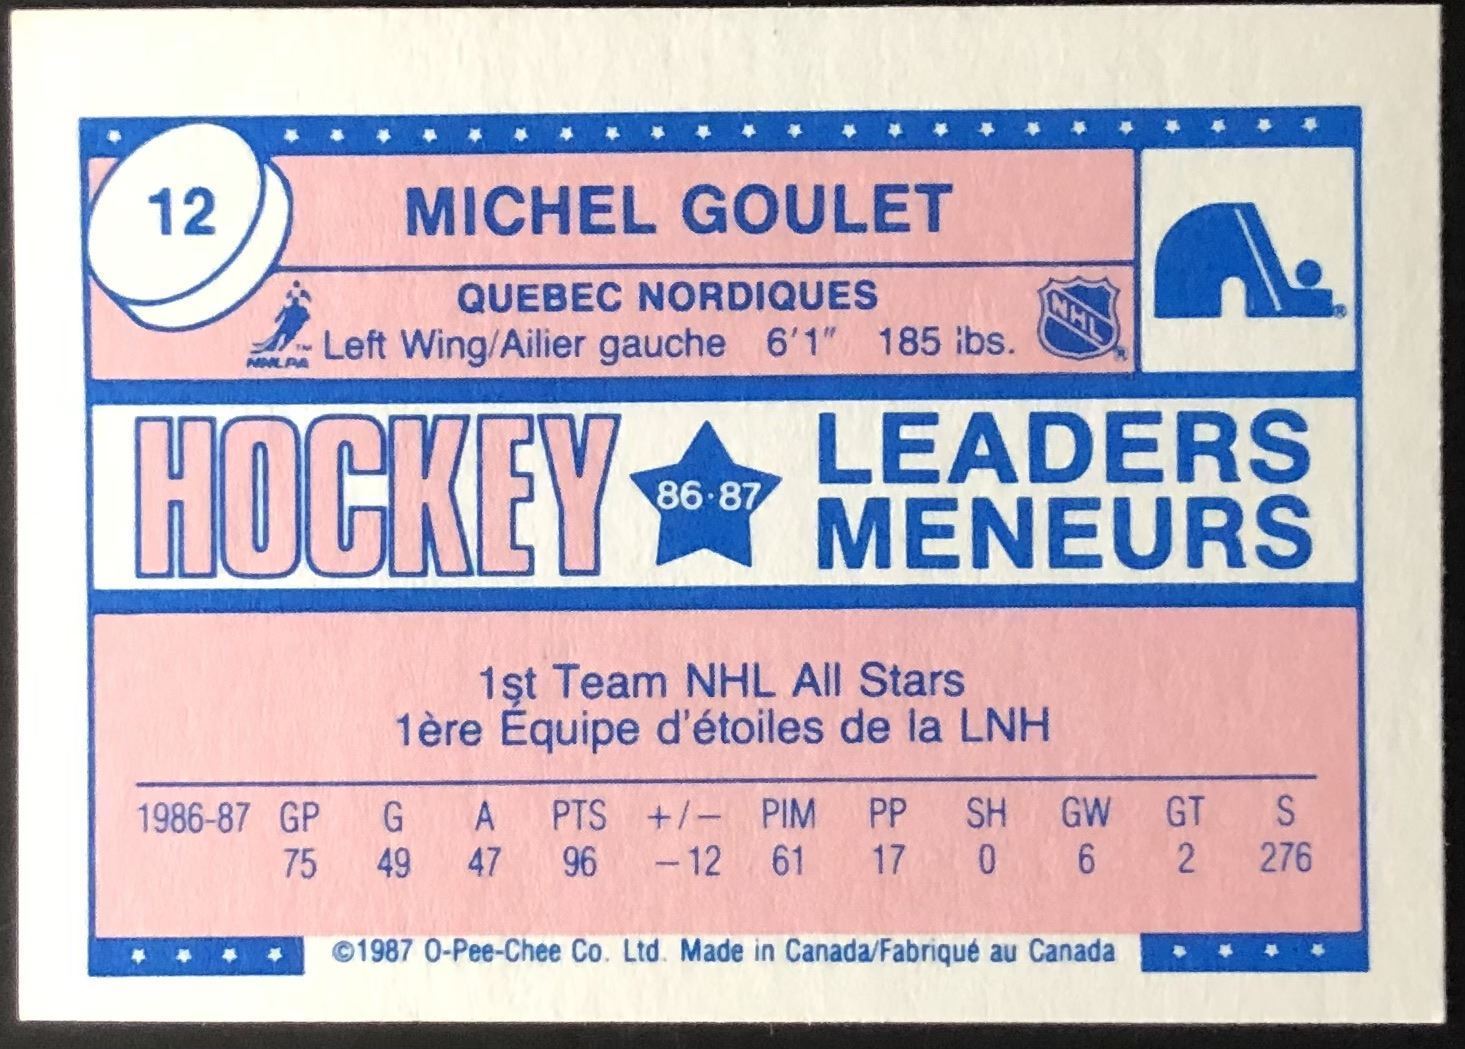 12
MICHEL GOULET
QUEBEC NORDIQUES
Left Wing/Ailier gauche 6'1" 185 lbs.
NHLPA
TM
NHL
®
®
HOCKEY
86·87
LEADERS
MENEURS
1st Team NHL All Stars
1ère Équipe d'étoiles de la LNH
1986-87 GP G A PTS +/− PIM PP SH GW GT S
75 49 47 96 −12 61 17 0 6 2 276
©1987 O-Pee-Chee Co. Ltd. Made in Canada/Fabriqué au Canada